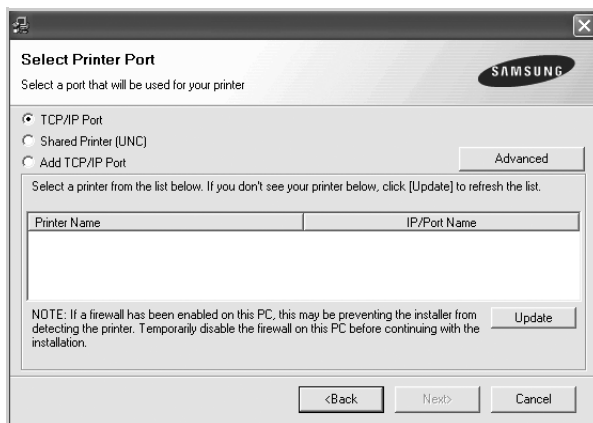 Select Printer Port
Select a port that will be used for your printer
SAMSUNG
TCP/IP Port
Shared Printer (UNC)
Add TCP/IP Port
Advanced
Select a printer from the list below. If you don't see your printer below, click [Update] to refresh the list.
Printer Name IP/Port Name
NOTE: If a firewall has been enabled on this PC, this may be preventing the installer from
detecting the printer. Temporarily disable the firewall on this PC before continuing with the
installation.
Update
<Back Next> Cancel